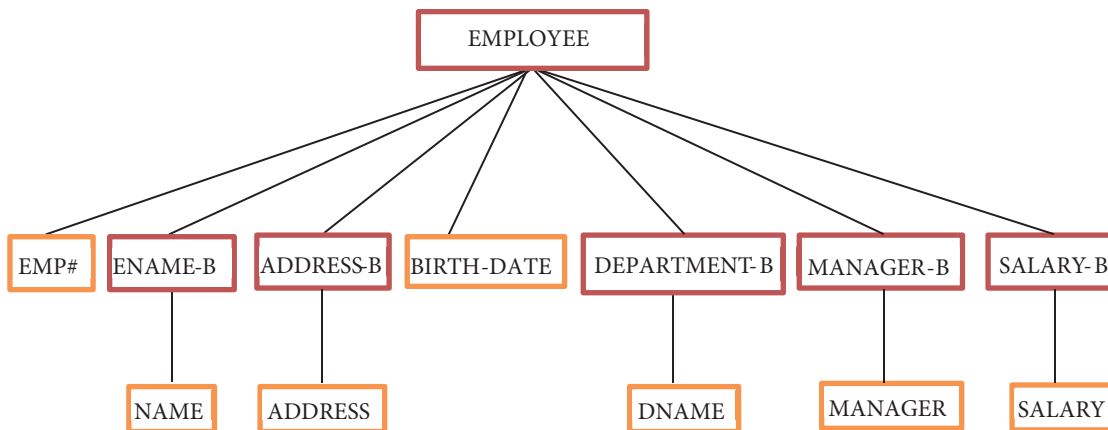 EMPLOYEE
EMP# ENAME-B ADDRESS-B BIRTH-DATE DEPARTMENT-B MANAGER-B SALARY-B
NAME ADDRESS DNAME MANAGER SALARY